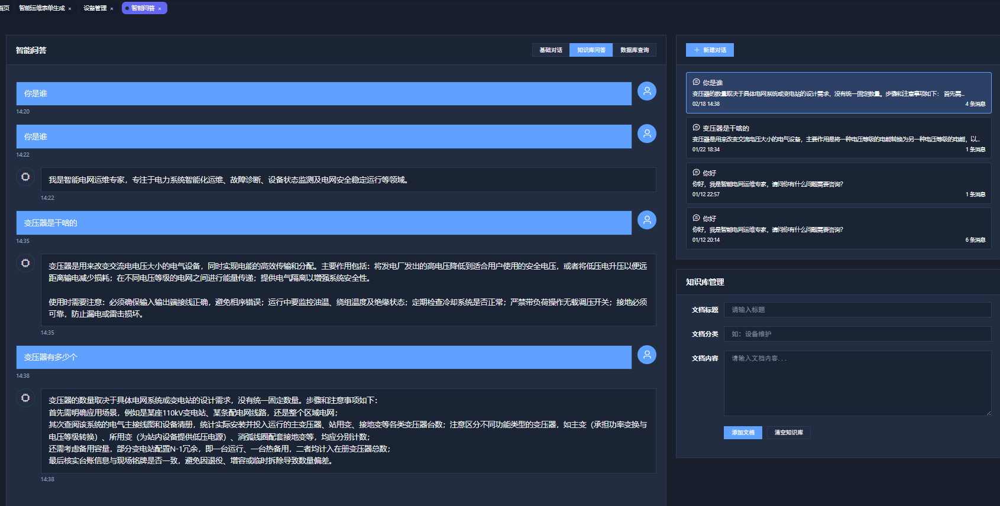 首页 智能运维表单生成 × 设备管理 × 智能问答 ×
智能问答
基础对话 知识库问答 数据库查询
你是谁
14:20
你是谁
14:22
我是智能电网运维专家，专注于电力系统智能化运维、故障诊断、设备状态监测及电网安全稳定运行等领域。
14:22
变压器是干啥的
14:35
变压器是用来改变交流电电压大小的电气设备，同时实现电能的高效传输和分配。主要作用包括：将发电厂发出的高电压降低到适合用户使用的安全电压，或者将低压电升压以便远
距离输电减少损耗；在不同电压等级的电网之间进行能量传递；提供电气隔离以增强系统安全性。
使用时需要注意：必须确保输入输出端接线正确，避免相序错误；运行中要监控油温、绕组温度及绝缘状态；定期检查冷却系统是否正常；严禁带负荷操作无载调压开关；接地必须
可靠，防止漏电或雷击损坏。
14:35
变压器有多少个
14:38
变压器的数量取决于具体电网系统或变电站的设计需求，没有统一固定数量。步骤和注意事项如下：
首先需明确应用场景，例如是某座110kV变电站、某条配电网线路，还是整个区域电网；
其次查阅该系统的电气主接线图和设备清册，统计实际安装并投入运行的主变压器、站用变、接地变等各类变压器台数；注意区分不同功能类型的变压器，如主变（承担功率变换与
电压等级转换）、所用变（为站内设备提供低压电源）、消弧线圈配套接地变等，均应分别计数；
还需考虑备用容量，部分变电站配置N-1冗余，即一台运行、一台热备用，二者均计入在册变压器总数；
最后核实台账信息与现场铭牌是否一致，避免因退役、增容或临时拆除导致数量偏差。
14:38
＋ 新建对话
你是谁
变压器的数量取决于具体电网系统或变电站的设计需求，没有统一固定数量。步骤和注意事项如下： 首先需...
02/18 14:38 4 条消息
变压器是干啥的
变压器是用来改变交流电压大小的电气设备，主要作用是将一种电压等级的电能转换为另一种电压等级的电能，以...
01/22 18:34 1 条消息
你好
你好，我是智能电网运维专家，请问你有什么问题需要咨询？
01/12 22:57 1 条消息
你好
你好，我是智能电网运维专家，请问你有什么问题需要咨询？
01/12 20:14 6 条消息
知识库管理
文档标题 请输入标题
文档分类 如：设备维护
文档内容 请输入文档内容...
添加文档 清空知识库